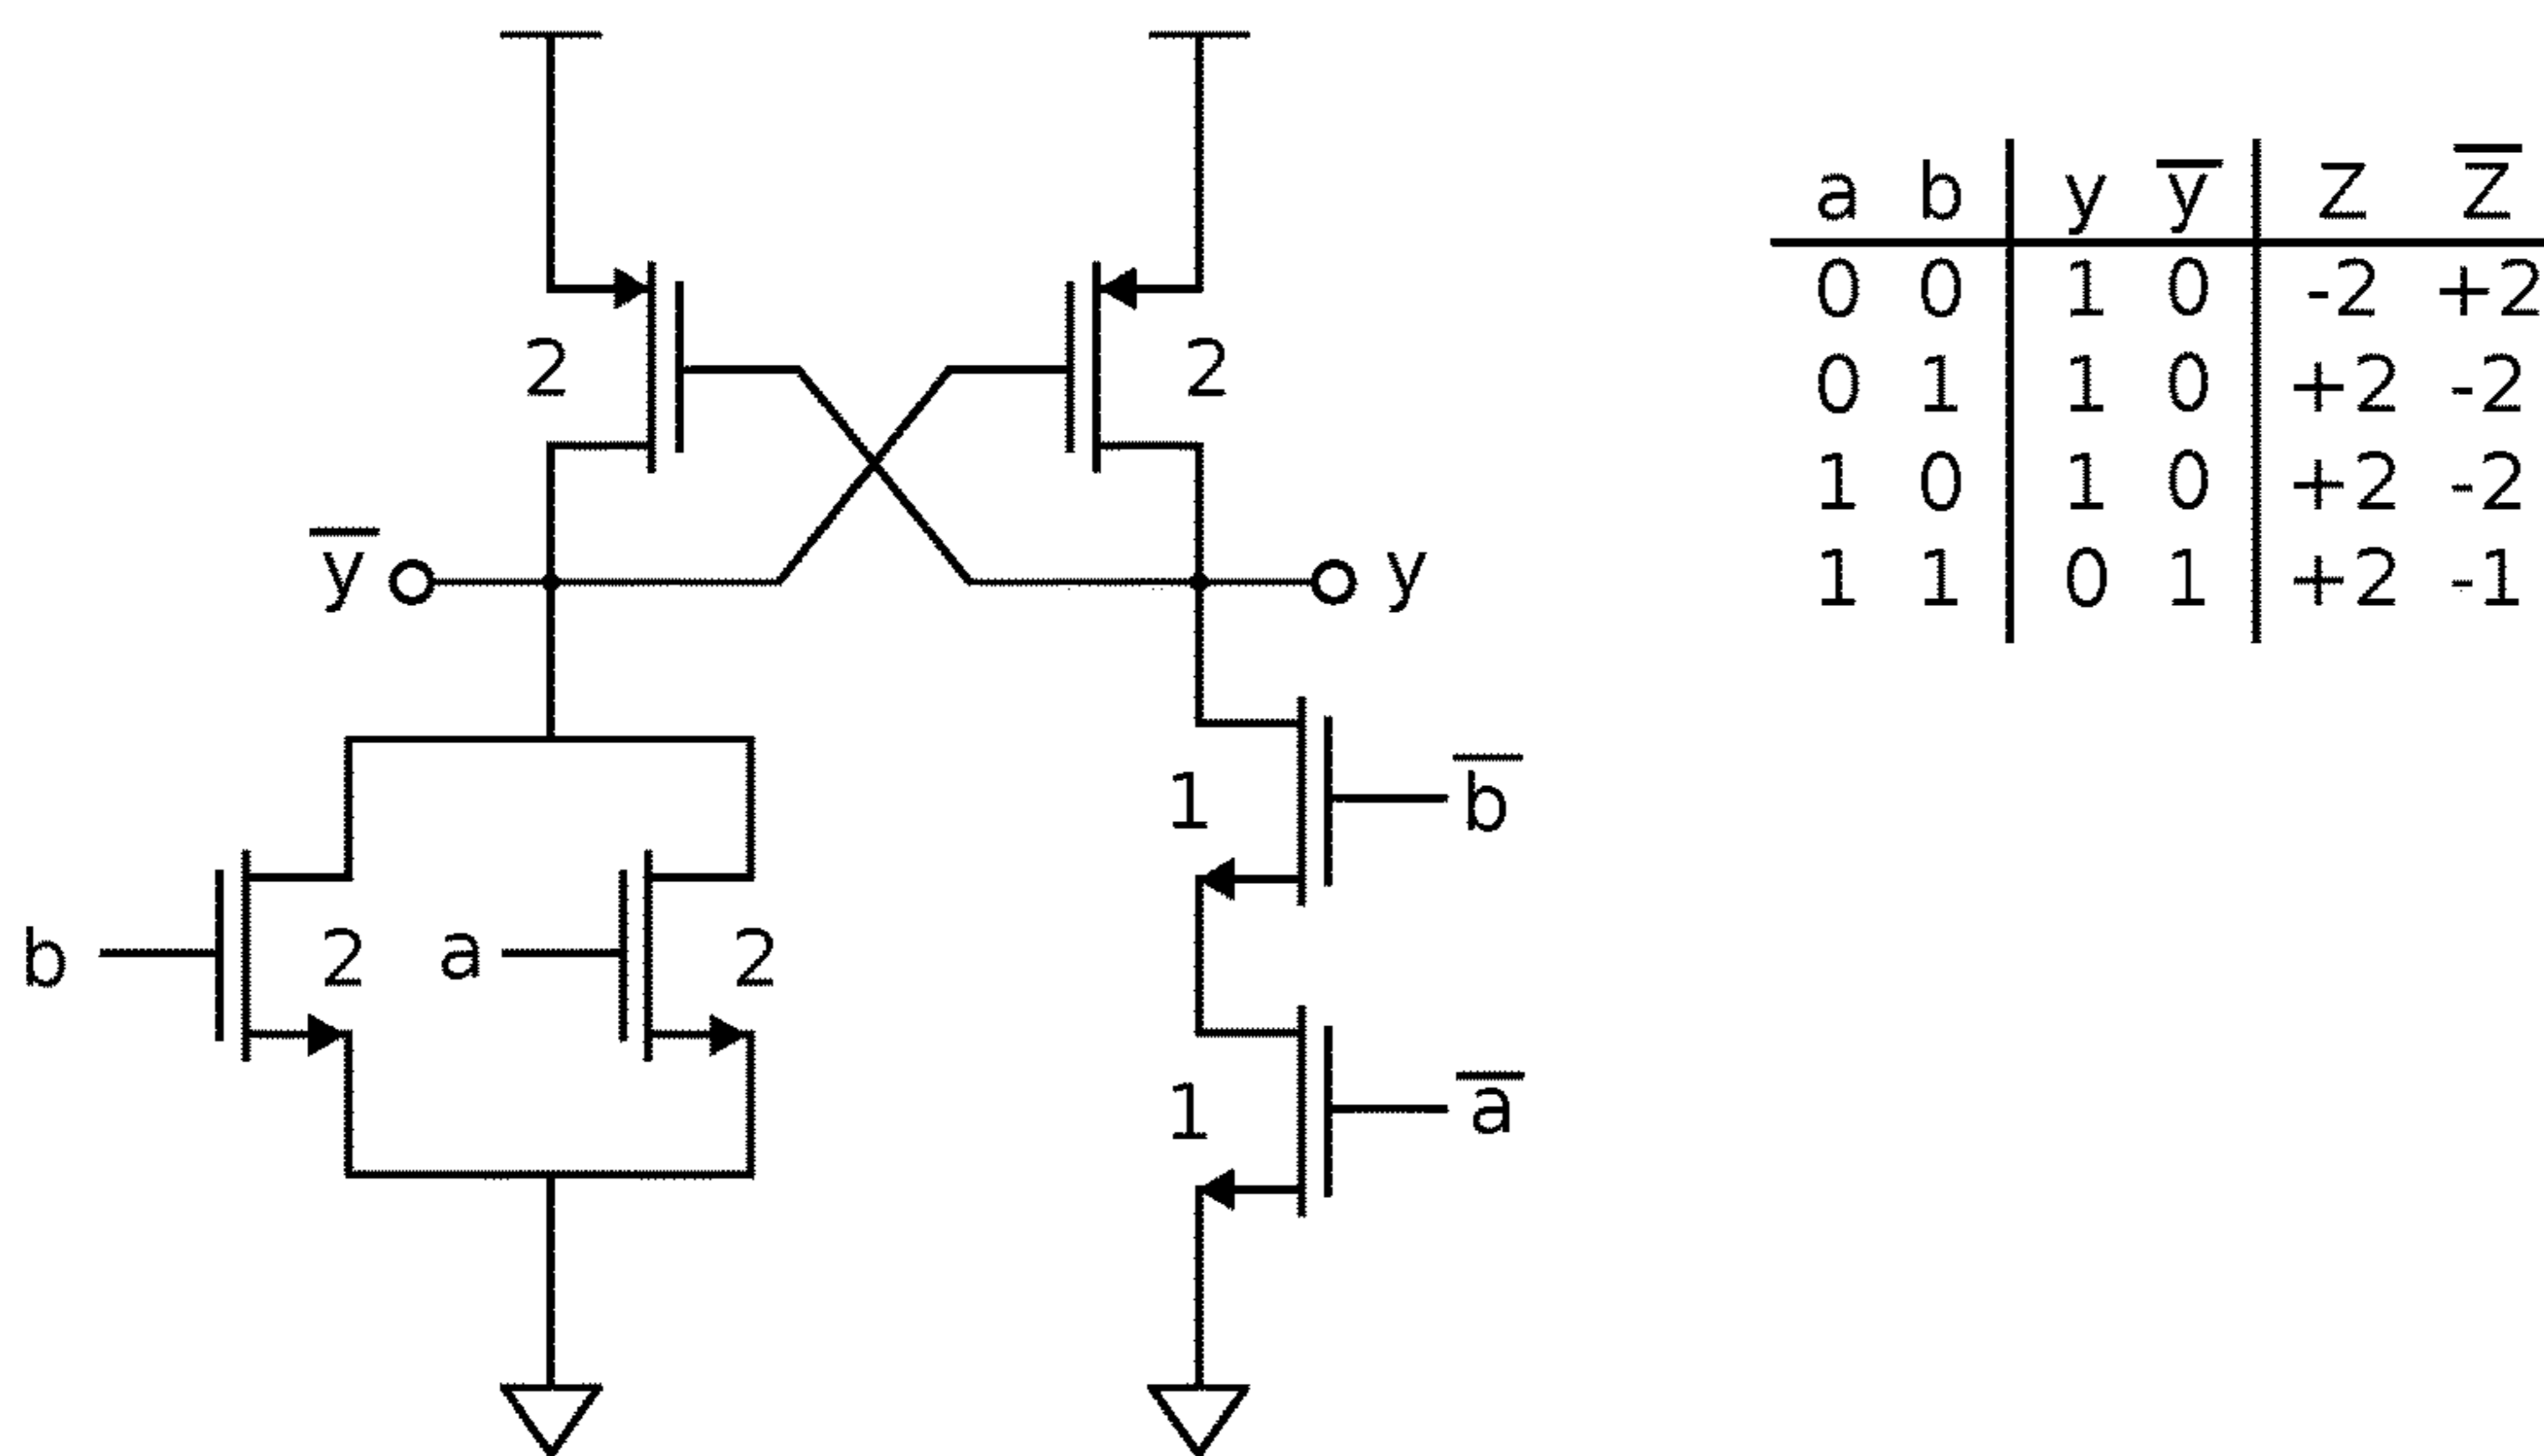 a b y y̅ Z Z̅
0 0 1 0 -2 +2
0 1 1 0 +2 -2
1 0 1 0 +2 -2
1 1 0 1 +2 -1
2 2
y̅ y
1 b̅
b 2 a 2
1 a̅